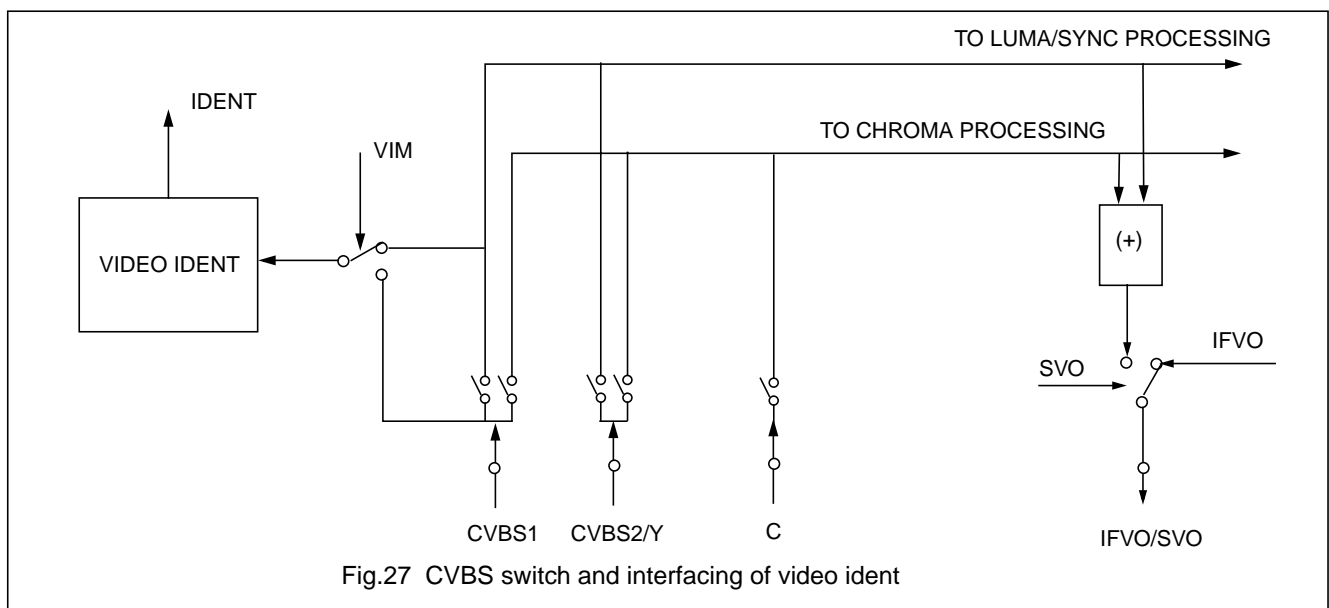 TO LUMA/SYNC PROCESSING
IDENT
TO CHROMA PROCESSING
VIM
VIDEO IDENT
(+)
IFVO
SVO
CVBS1
CVBS2/Y
C
IFVO/SVO
Fig.27 CVBS switch and interfacing of video ident